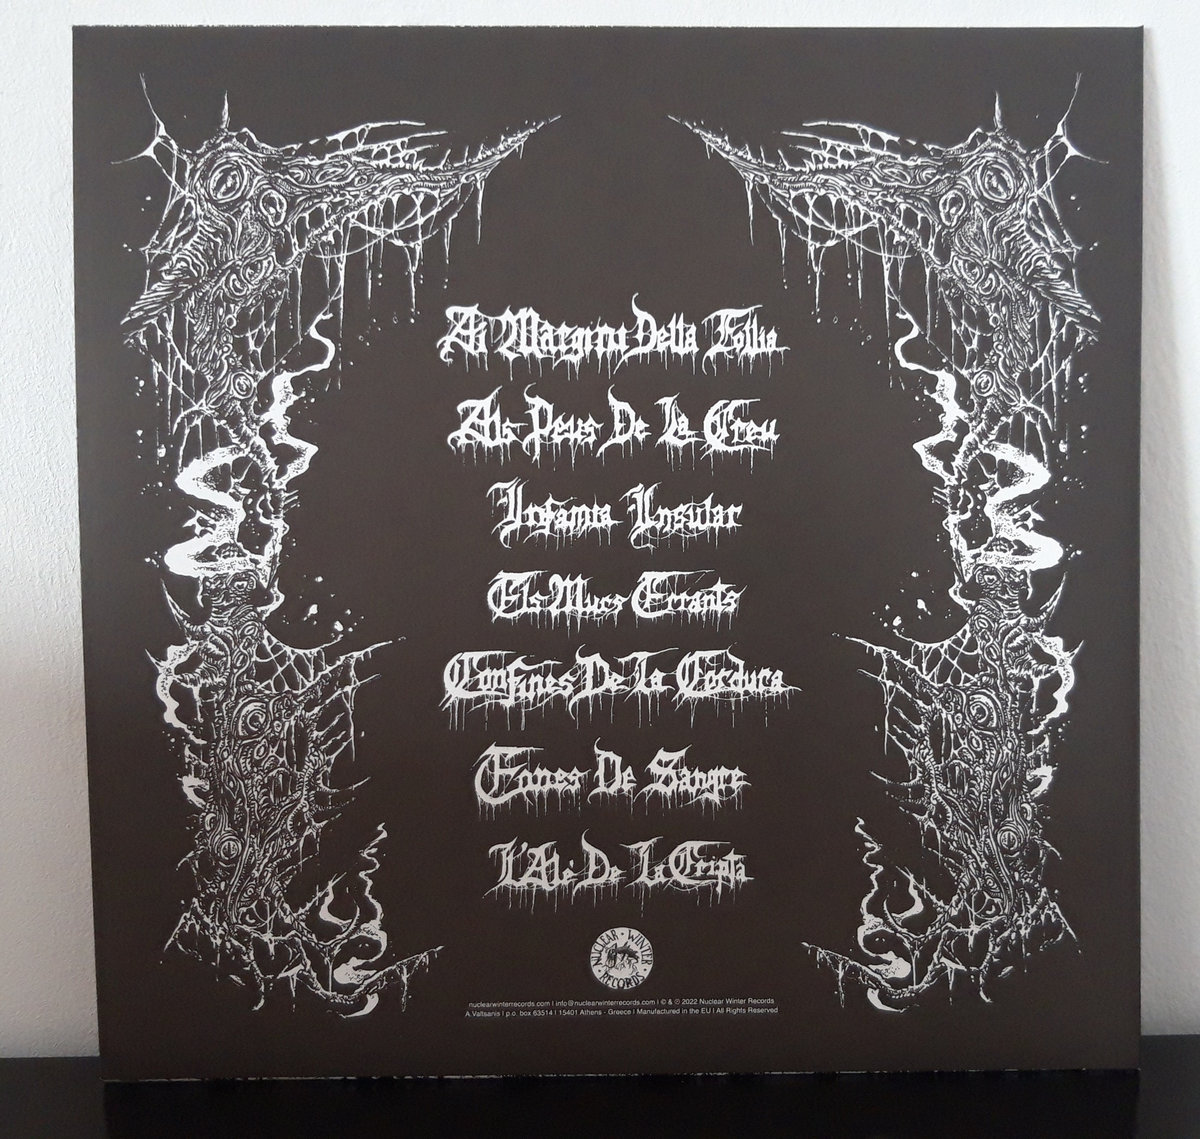 Ai Margini Della Follia
Als Peus De La Creu
Infamia Insular
Els Murs Errants
Confines De La Cordura
Eones De Sangre
L'Alè De La Cripta
NUCLEAR · WINTER · RECORDS ·
nuclearwinterrecords.com | info@nuclearwinterrecords.com | © & ℗ 2022 Nuclear Winter Records
A.Valtsanis | p.o. box 63514 | 15401 Athens - Greece | Manufactured in the EU | All Rights Reserved